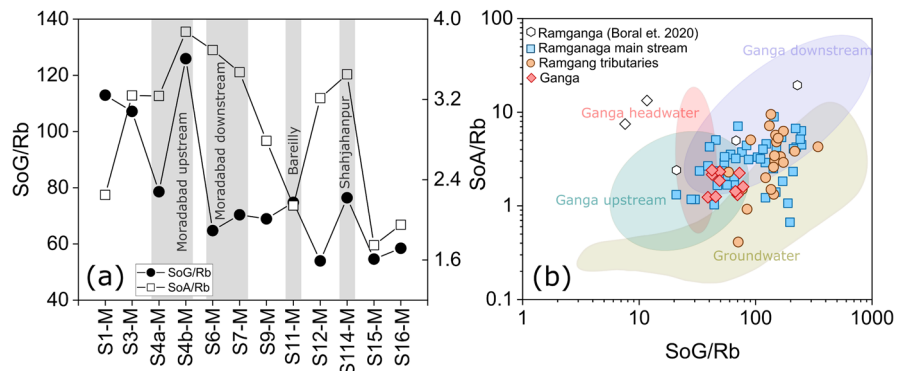 140
120
100
80
60
40
SoG/Rb
4.0
3.2
2.4
1.6
SoA/Rb
Moradabad upstream
Moradabad downstream
Bareilly
Shahjahanpur
(a)
SoG/Rb
SoA/Rb
S1-M
S3-M
S4a-M
S4b-M
S6-M
S7-M
S9-M
S11-M
S12-M
S114-M
S15-M
S16-M
100
10
1
0.1
Ramganga (Boral et. 2020)
Ramganaga main stream
Ramgang tributaries
Ganga
Ganga downstream
Ganga headwater
Ganga upstream
Groundwater
(b)
1
10
100
1000
SoG/Rb